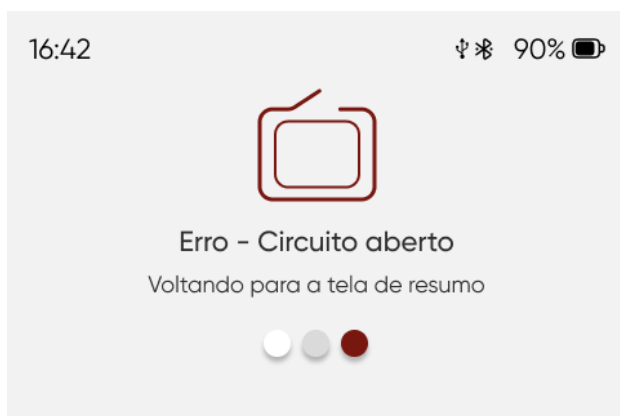 16:42 90%
Erro - Circuito aberto
Voltando para a tela de resumo